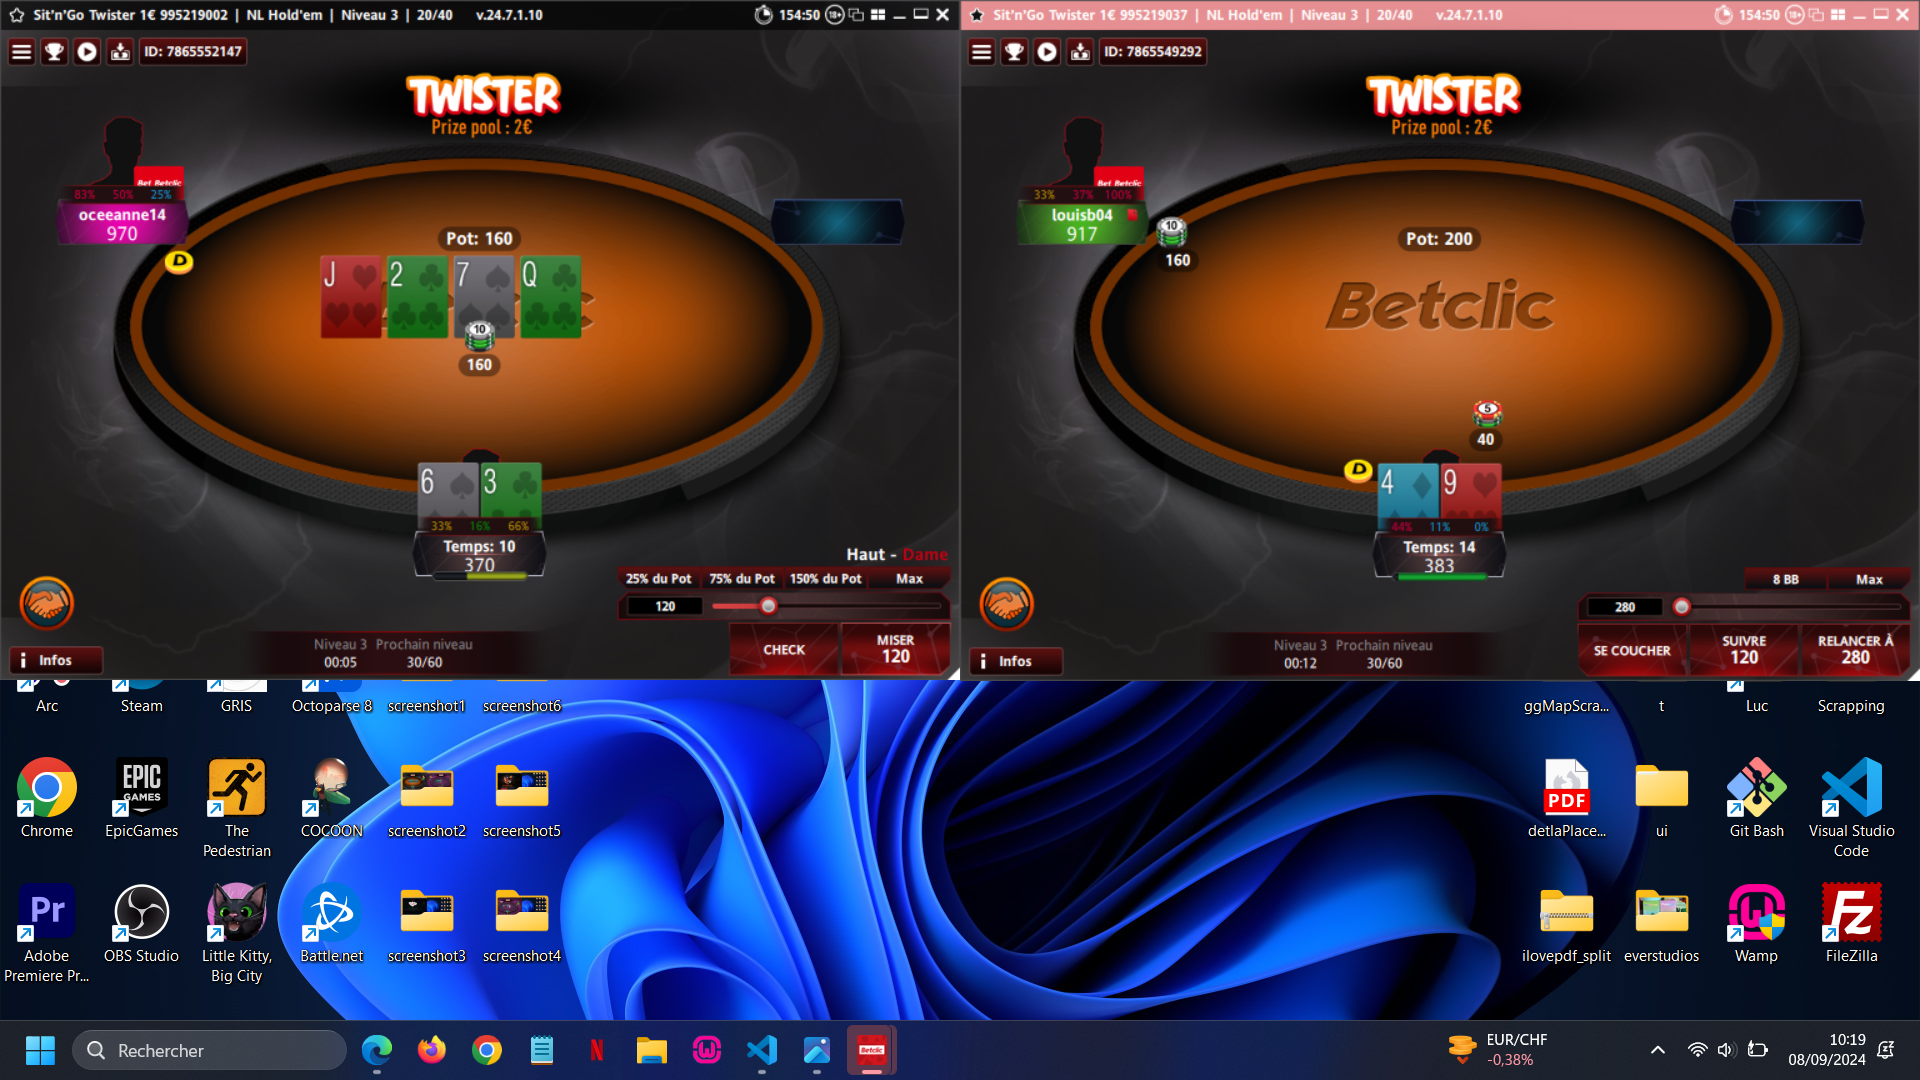 Sit'n'Go Twister 1€ 995219002 | NL Hold'em | Niveau 3 | 20/40 v.24.7.1.10
154:50
18+
ID: 7865552147
TWISTER
Prize pool : 2€
Bet Betclic
83% 50% 25%
oceeanne14
970
D
Pot: 160
J
2
7
Q
10
160
6
3
33% 16% 66%
Temps: 10
370
Haut - Dame
25% du Pot
75% du Pot
150% du Pot
Max
120
CHECK
MISER
120
Niveau 3 Prochain niveau
00:05 30/60
Infos
Sit'n'Go Twister 1€ 995219037 | NL Hold'em | Niveau 3 | 20/40 v.24.7.1.10
154:50
18+
ID: 7865549292
TWISTER
Prize pool : 2€
Bet Betclic
33% 37% 100%
louisb04
917
10
160
Pot: 200
Betclic
5
40
D
4
9
44% 11% 0%
Temps: 14
383
8 BB
Max
280
SE COUCHER
SUIVRE
120
RELANCER À
280
Niveau 3 Prochain niveau
00:12 30/60
Infos
Arc
Steam
GRIS
Octoparse 8
screenshot1
screenshot6
ggMapScra...
t
Luc
Scrapping
EPIC
GAMES
PDF
Chrome
EpicGames
The
Pedestrian
COCOON
screenshot2
screenshot5
detlaPlace...
ui
Git Bash
Visual Studio
Code
Pr
Fz
Adobe
Premiere Pr...
OBS Studio
Little Kitty,
Big City
Battle.net
screenshot3
screenshot4
ilovepdf_split
everstudios
Wamp
FileZilla
Rechercher
N
Betclic
EUR/CHF
-0,38%
10:19
08/09/2024